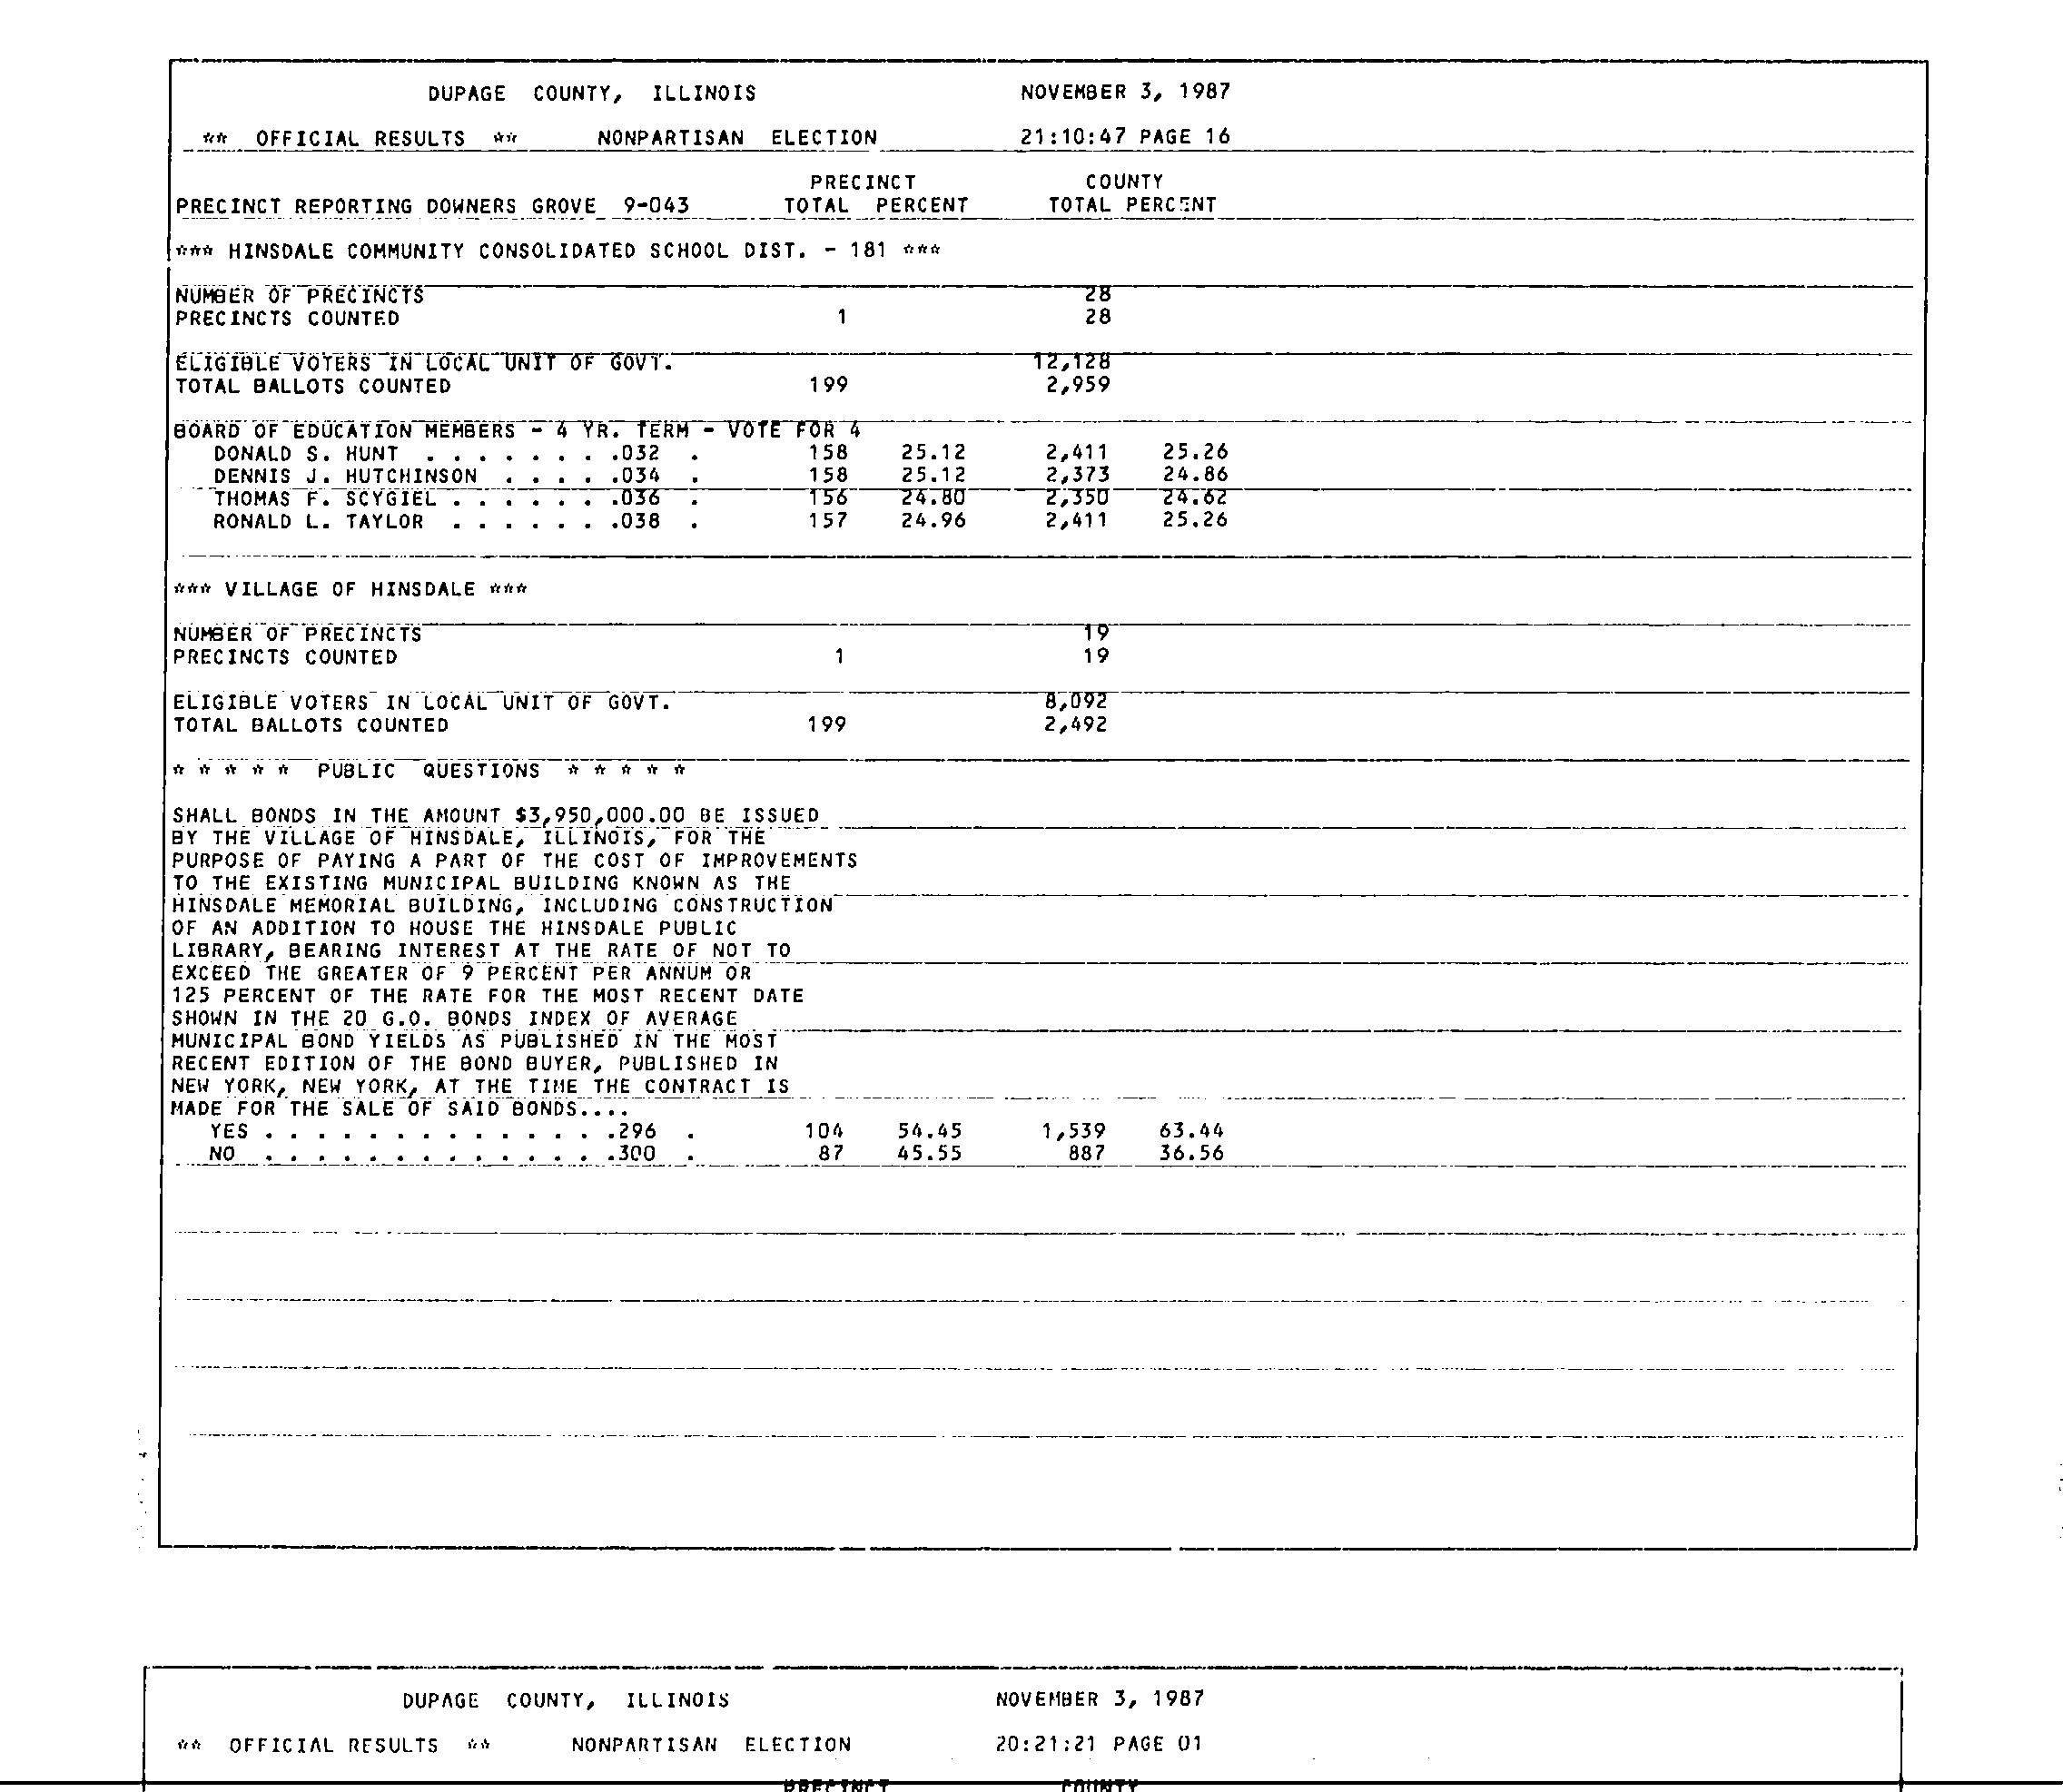 DUPAGE COUNTY, ILLINOIS NOVEMBER 3, 1987
** OFFICIAL RESULTS ** NONPARTISAN ELECTION 21:10:47 PAGE 16
PRECINCT COUNTY
PRECINCT REPORTING DOWNERS GROVE 9-043 TOTAL PERCENT TOTAL PERCENT
*** HINSDALE COMMUNITY CONSOLIDATED SCHOOL DIST. - 181 ***
NUMBER OF PRECINCTS 28
PRECINCTS COUNTED 1 28
ELIGIBLE VOTERS IN LOCAL UNIT OF GOVT. 12,128
TOTAL BALLOTS COUNTED 199 2,959
BOARD OF EDUCATION MEMBERS - 4 YR. TERM - VOTE FOR 4
DONALD S. HUNT . . . . . . . .032 . 158 25.12 2,411 25.26
DENNIS J. HUTCHINSON . . . . .034 . 158 25.12 2,373 24.86
THOMAS F. SCYGIEL . . . . . . .036 . 156 24.80 2,350 24.62
RONALD L. TAYLOR . . . . . . .038 . 157 24.96 2,411 25.26
*** VILLAGE OF HINSDALE ***
NUMBER OF PRECINCTS 19
PRECINCTS COUNTED 1 19
ELIGIBLE VOTERS IN LOCAL UNIT OF GOVT. 8,092
TOTAL BALLOTS COUNTED 199 2,492
* * * * * PUBLIC QUESTIONS * * * * *
SHALL BONDS IN THE AMOUNT $3,950,000.00 BE ISSUED
BY THE VILLAGE OF HINSDALE, ILLINOIS, FOR THE
PURPOSE OF PAYING A PART OF THE COST OF IMPROVEMENTS
TO THE EXISTING MUNICIPAL BUILDING KNOWN AS THE
HINSDALE MEMORIAL BUILDING, INCLUDING CONSTRUCTION
OF AN ADDITION TO HOUSE THE HINSDALE PUBLIC
LIBRARY, BEARING INTEREST AT THE RATE OF NOT TO
EXCEED THE GREATER OF 9 PERCENT PER ANNUM OR
125 PERCENT OF THE RATE FOR THE MOST RECENT DATE
SHOWN IN THE 20 G.O. BONDS INDEX OF AVERAGE
MUNICIPAL BOND YIELDS AS PUBLISHED IN THE MOST
RECENT EDITION OF THE BOND BUYER, PUBLISHED IN
NEW YORK, NEW YORK, AT THE TIME THE CONTRACT IS
MADE FOR THE SALE OF SAID BONDS....
YES . . . . . . . . . . . . . .296 . 104 54.45 1,539 63.44
NO . . . . . . . . . . . . . .300 . 87 45.55 887 36.56
DUPAGE COUNTY, ILLINOIS NOVEMBER 3, 1987
** OFFICIAL RESULTS ** NONPARTISAN ELECTION 20:21:21 PAGE 01
PRECINCT COUNTY